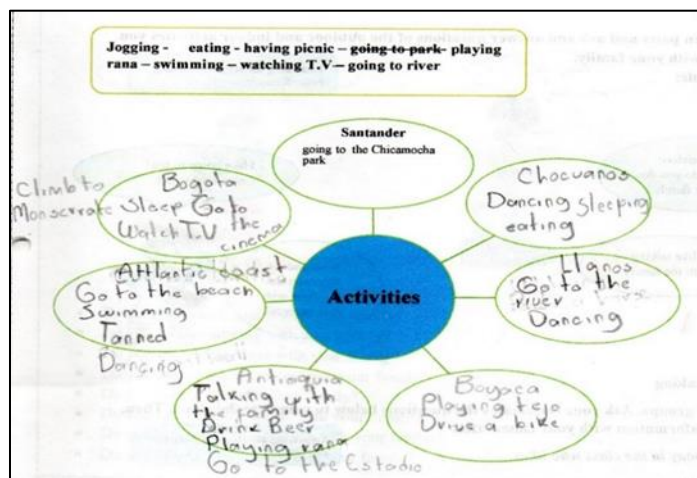 Jogging - eating - having picnic – going to park- playing
rana – swimming – watching T.V – going to river
Santander
going to the Chicamocha
park
Climb to
Monserrate
Bogota
Sleep Go to
Watch T.V the
cinema
Chocuanos
Dancing Sleeping
eating
Atlantic coast
Go to the beach
Swimming
Tanned
Dancing
Activities
Llanos
Go to the
river
Dancing
Antioquia
Talking with
the family
Drink Beer
Playing rana
Go to the Estadio
Boyaca
Playing tejo
Drive a bike